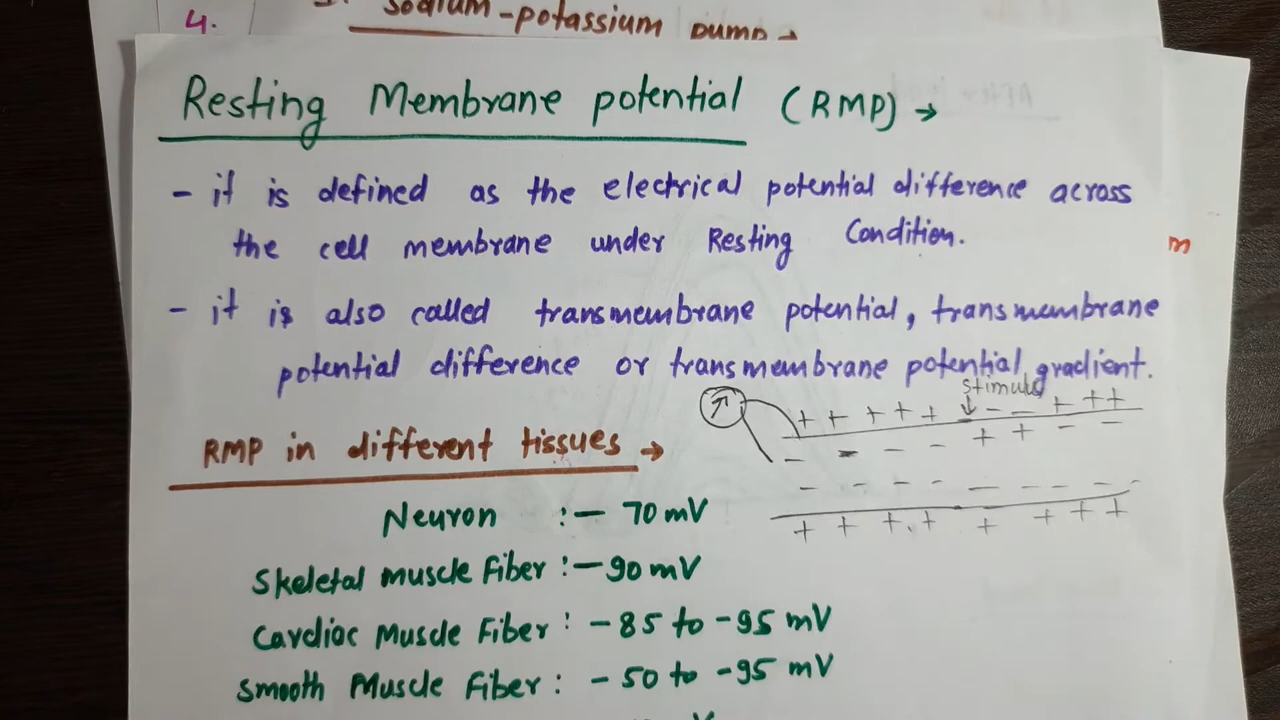 4.
Sodium-potassium pump →
Resting Membrane potential (RMP) →
- it is defined as the electrical potential difference across
the cell membrane under Resting Condition.
m
- it is also called transmembrane potential, transmembrane
potential difference or transmembrane potential gradient.
stimulus
+ + + + + ↓ - - + + +
- - - - + + - -
RMP in different tissues →
- - - - - - - - -
+ + + + + + + +
Neuron :- 70 mV
Skeletal muscle Fiber :- 90 mV
Cardiac Muscle Fiber : - 85 to - 95 mV
Smooth Muscle Fiber : - 50 to - 95 mV